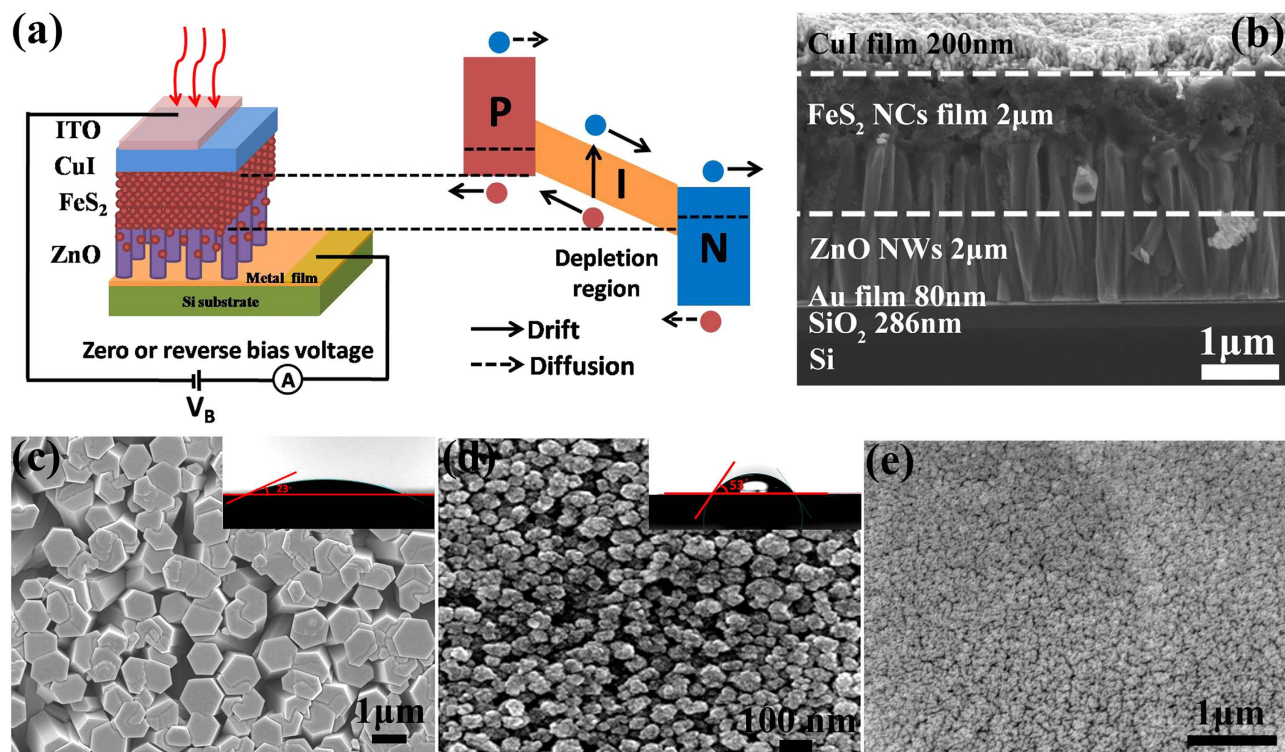 (a)
ITO
CuI
FeS₂
ZnO
Metal film
Si substrate
Zero or reverse bias voltage
A
V_B
P
I
N
Depletion
region
Drift
Diffusion
(b)
CuI film 200nm
FeS₂ NCs film 2μm
ZnO NWs 2μm
Au film 80nm
SiO₂ 286nm
Si
1μm
(c)
23°
1μm
(d)
53°
100 nm
(e)
1μm